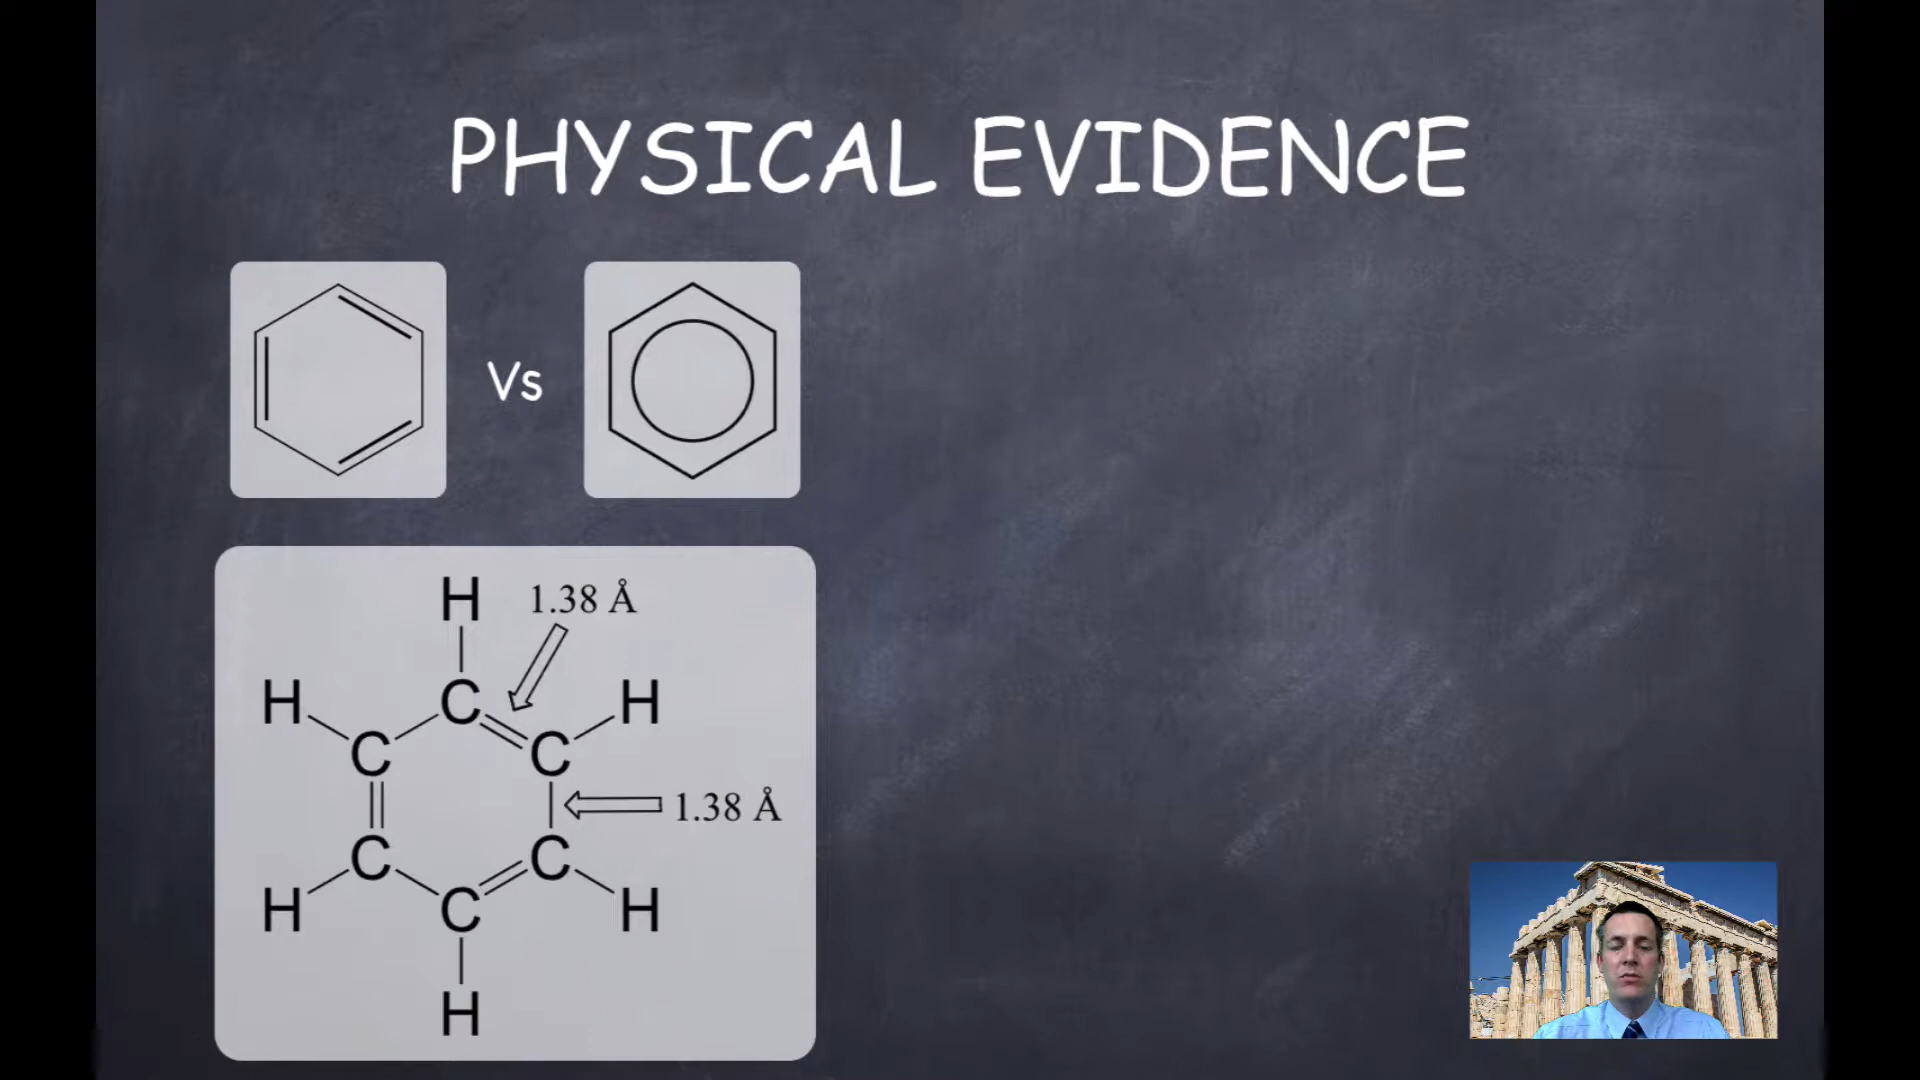 PHYSICAL EVIDENCE
Vs
H 1.38 Å
H C H
C C
1.38 Å
C C
H C H
H